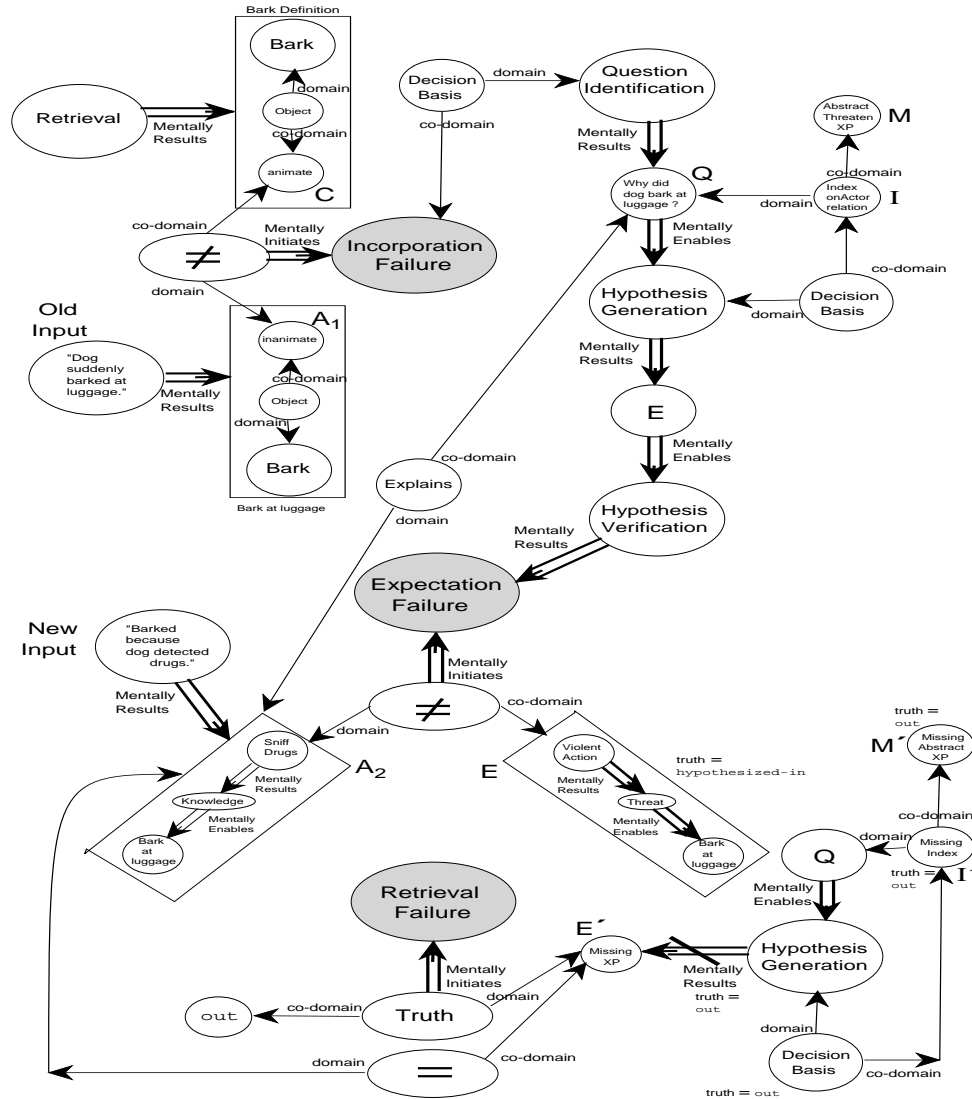 Bark Definition
Bark
domain
Object
co-domain
animate
C
Retrieval
Mentally
Results
co-domain
≠
domain
Mentally
Initiates
Incorporation
Failure
Decision
Basis
domain
co-domain
Question
Identification
Mentally
Results
Q
Why did
dog bark at
luggage ?
domain
Index
onActor
relation
I
co-domain
Abstract
Threaten
XP
M
Mentally
Enables
Hypothesis
Generation
domain
Decision
Basis
co-domain
Mentally
Results
E
Mentally
Enables
Hypothesis
Verification
Mentally
Results
Old
Input
"Dog
suddenly
barked at
luggage."
Mentally
Results
A1
inanimate
co-domain
Object
domain
Bark
Bark at luggage
co-domain
Explains
domain
Expectation
Failure
Mentally
Initiates
≠
domain
co-domain
New
Input
"Barked
because
dog detected
drugs."
Mentally
Results
Sniff
Drugs
A2
Mentally
Results
Knowledge
Mentally
Enables
Bark
at
luggage
E
Violent
Action
Mentally
Results
Threat
Mentally
Enables
Bark
at
luggage
truth =
hypothesized-in
truth =
out
M´
Missing
Abstract
XP
co-domain
Missing
Index
I´
domain
truth =
out
Q
Mentally
Enables
Hypothesis
Generation
Mentally
Results
truth =
out
E´
Missing
XP
Retrieval
Failure
Mentally
Initiates
domain
Truth
co-domain
out
domain
=
co-domain
domain
Decision
Basis
co-domain
truth = out